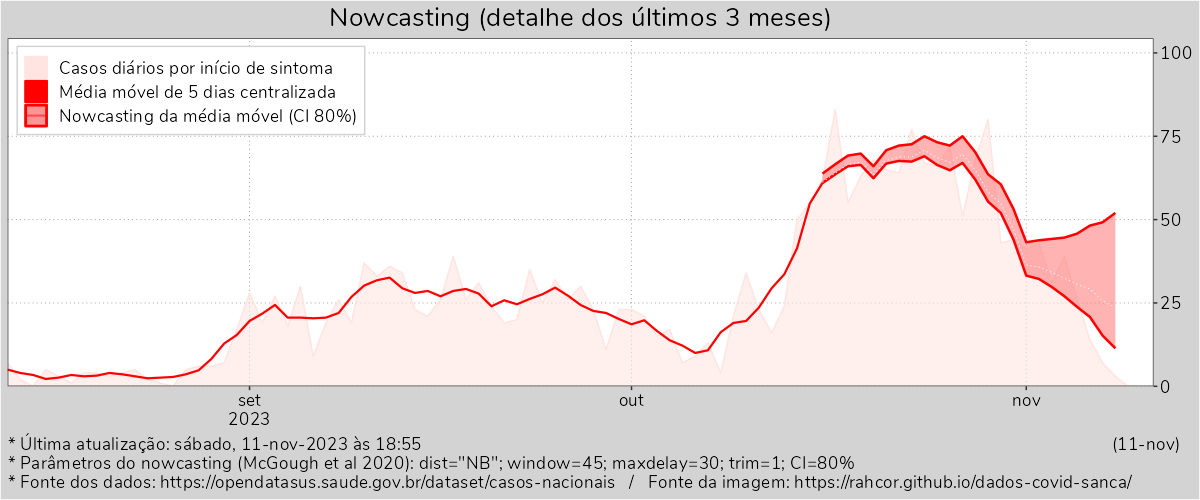 Nowcasting (detalhe dos últimos 3 meses)
Casos diários por início de sintoma
Média móvel de 5 dias centralizada
Nowcasting da média móvel (CI 80%)
100
75
50
25
0
set
2023
out
nov
* Última atualização: sábado, 11-nov-2023 às 18:55
(11-nov)
* Parâmetros do nowcasting (McGough et al 2020): dist="NB"; window=45; maxdelay=30; trim=1; CI=80%
* Fonte dos dados: https://opendatasus.saude.gov.br/dataset/casos-nacionais / Fonte da imagem: https://rahcor.github.io/dados-covid-sanca/